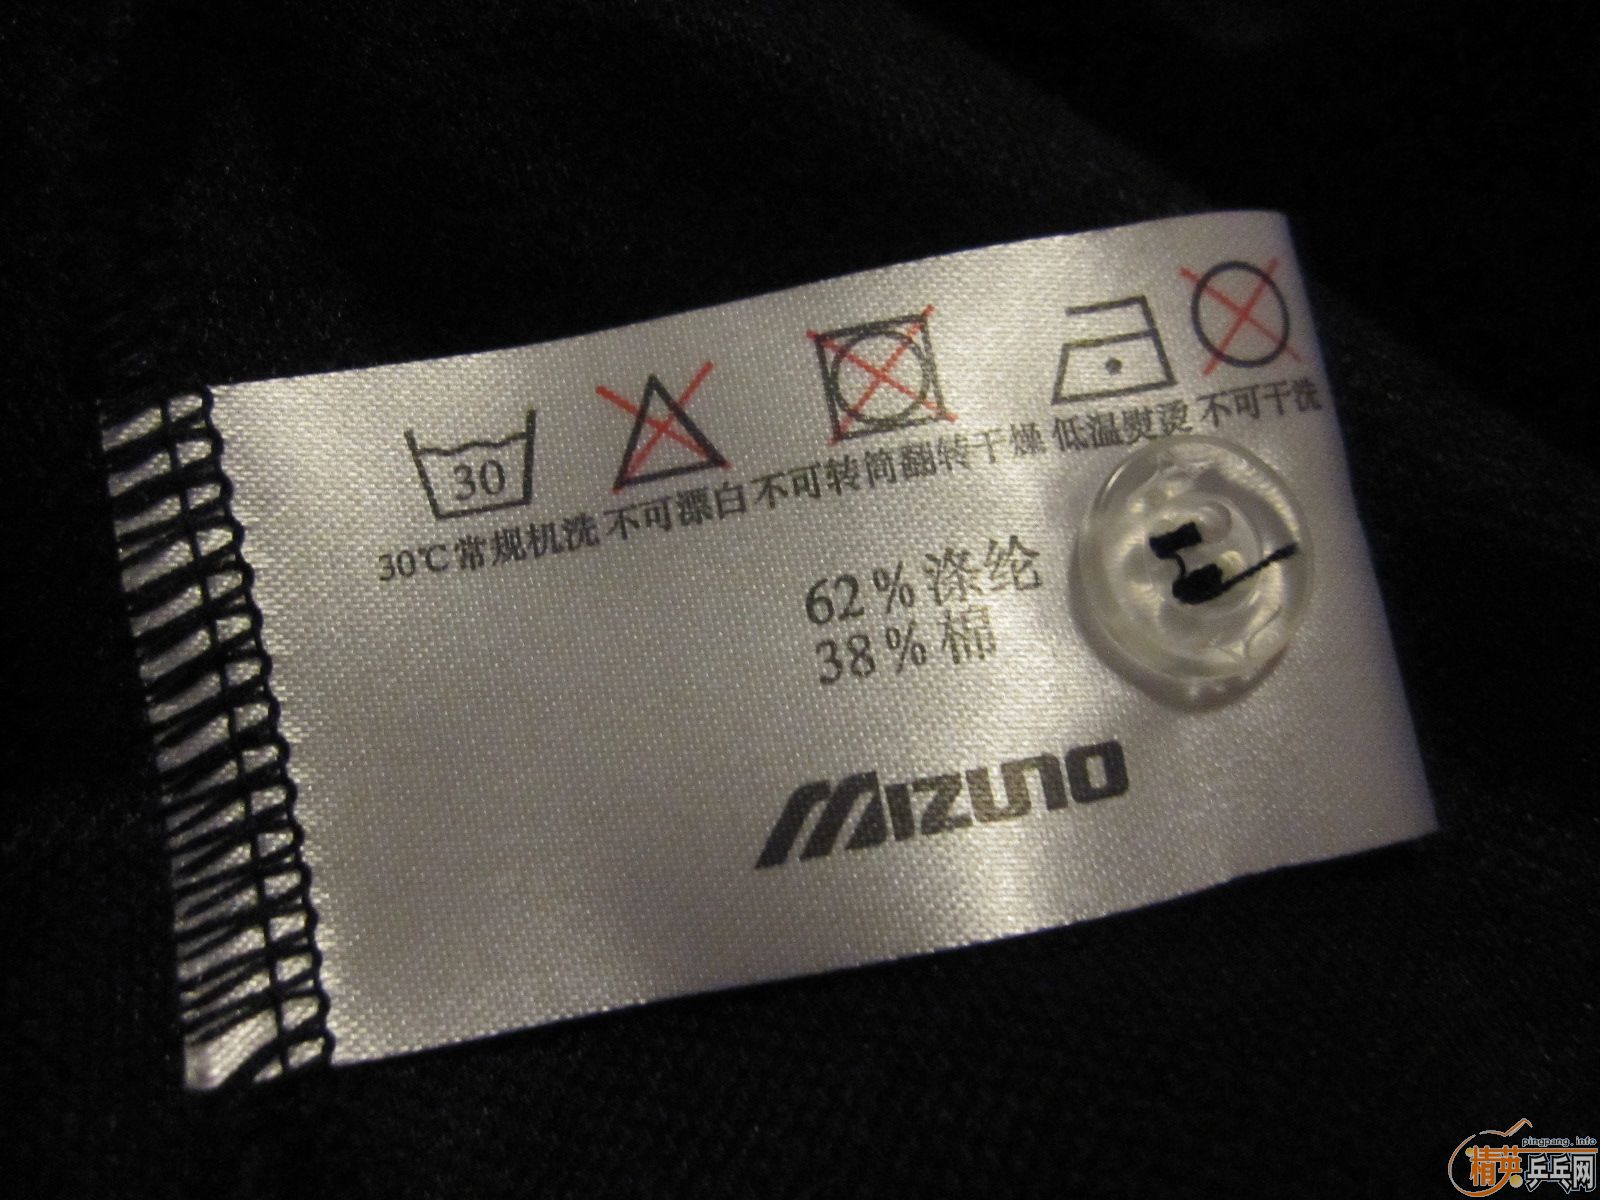 30
30℃常规机洗 不可漂白 不可转筒翻转干燥 低温熨烫 不可干洗
62%涤纶
38%棉
MIZUNO
pingpang.info
精英乒乓网